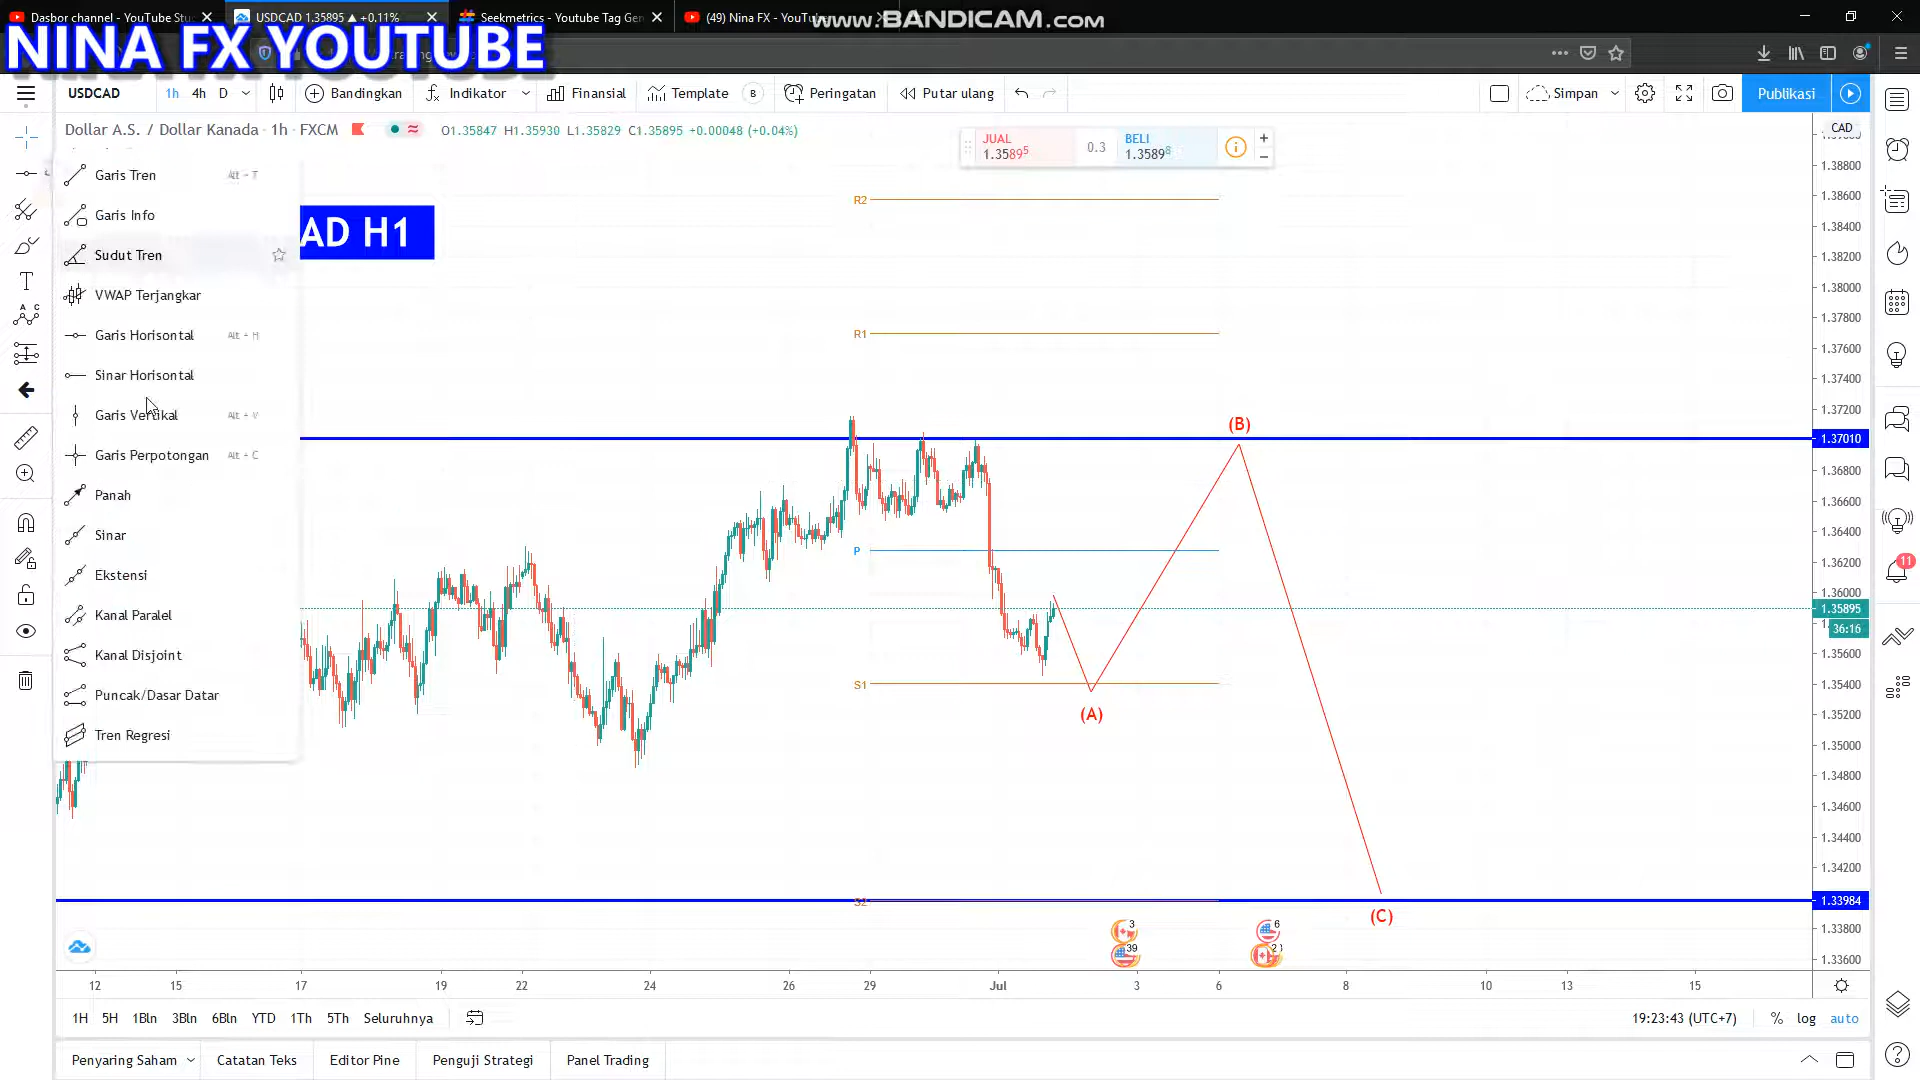 Dasbor channel - YouTube Stu
USDCAD 1.35895 ▲ +0.11%
Seekmetrics - Youtube Tag Gen
(49) Nina FX - YouTube
www.BANDICAM.com
NINA FX YOUTUBE
USDCAD
1h
4h
D
Bandingkan
Indikator
Finansial
Template
B
Peringatan
Putar ulang
Simpan
Publikasi
Dollar A.S. / Dollar Kanada · 1h · FXCM
O1.35847 H1.35930 L1.35829 C1.35895 +0.00048 (+0.04%)
JUAL
1.35895
0.3
BELI
1.35898
CAD
Garis Tren Alt + T
Garis Info
Sudut Tren
VWAP Terjangkar
Garis Horisontal Alt + H
Sinar Horisontal
Garis Vertikal Alt + V
Garis Perpotongan Alt + C
Panah
Sinar
Ekstensi
Kanal Paralel
Kanal Disjoint
Puncak/Dasar Datar
Tren Regresi
AD H1
R2
R1
P
S1
S2
(A)
(B)
(C)
1.38800
1.38600
1.38400
1.38200
1.38000
1.37800
1.37600
1.37400
1.37200
1.37010
1.36800
1.36600
1.36400
1.36200
1.36000
1.35895
36:16
1.35600
1.35400
1.35200
1.35000
1.34800
1.34600
1.34400
1.34200
1.33984
1.33800
1.33600
11
3
39
6
12 15 17 19 22 24 26 29 Jul 3 6 8 10 13 15
1H 5H 1Bln 3Bln 6Bln YTD 1Th 5Th Seluruhnya
19:23:43 (UTC+7) % log auto
Penyaring Saham Catatan Teks Editor Pine Penguji Strategi Panel Trading